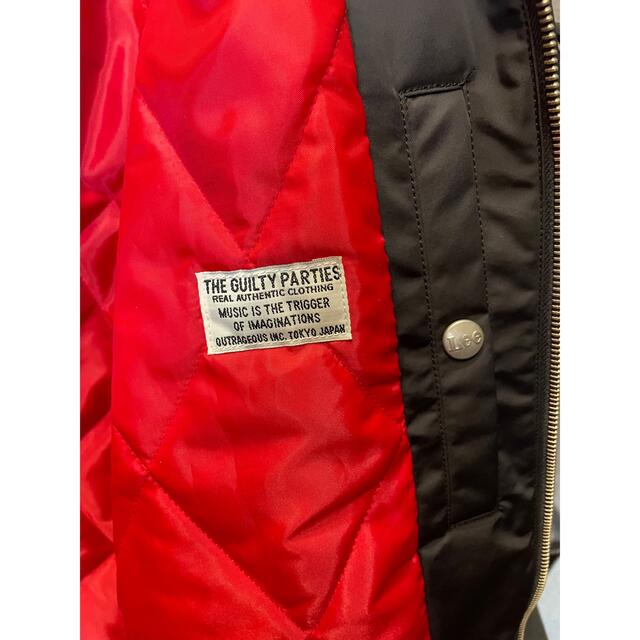 THE GUILTY PARTIES
REAL AUTHENTIC CLOTHING
MUSIC IS THE TRIGGER
OF IMAGINATIONS
OUTRAGEOUS INC. TOKYO JAPAN
Lee